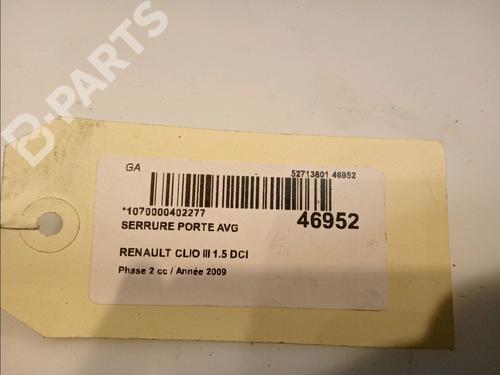 B-PARTS
GA
52713801 46952
*1070000402277
46952
SERRURE PORTE AVG
RENAULT CLIO III 1.5 DCI
Phase 2 cc / Année 2009